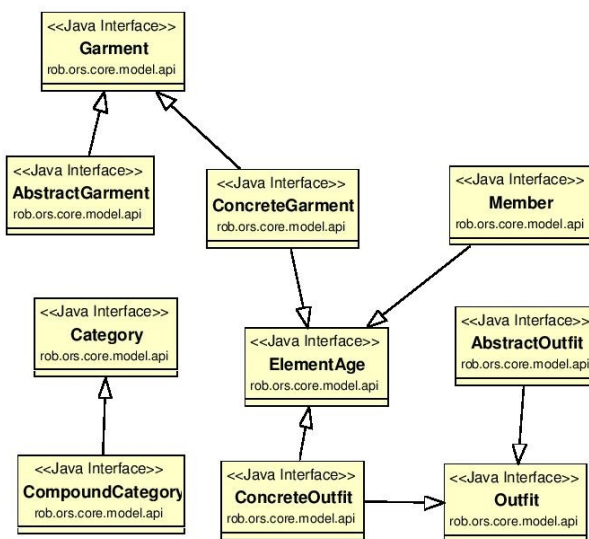 <<Java Interface>>
Garment
rob.ors.core.model.api
<<Java Interface>>
AbstractGarment
rob.ors.core.model.api
<<Java Interface>>
ConcreteGarment
rob.ors.core.model.api
<<Java Interface>>
Member
rob.ors.core.model.api
<<Java Interface>>
Category
rob.ors.core.model.api
<<Java Interface>>
ElementAge
rob.ors.core.model.api
<<Java Interface>>
AbstractOutfit
rob.ors.core.model.api
<<Java Interface>>
CompoundCategory
rob.ors.core.model.api
<<Java Interface>>
ConcreteOutfit
rob.ors.core.model.api
<<Java Interface>>
Outfit
rob.ors.core.model.api